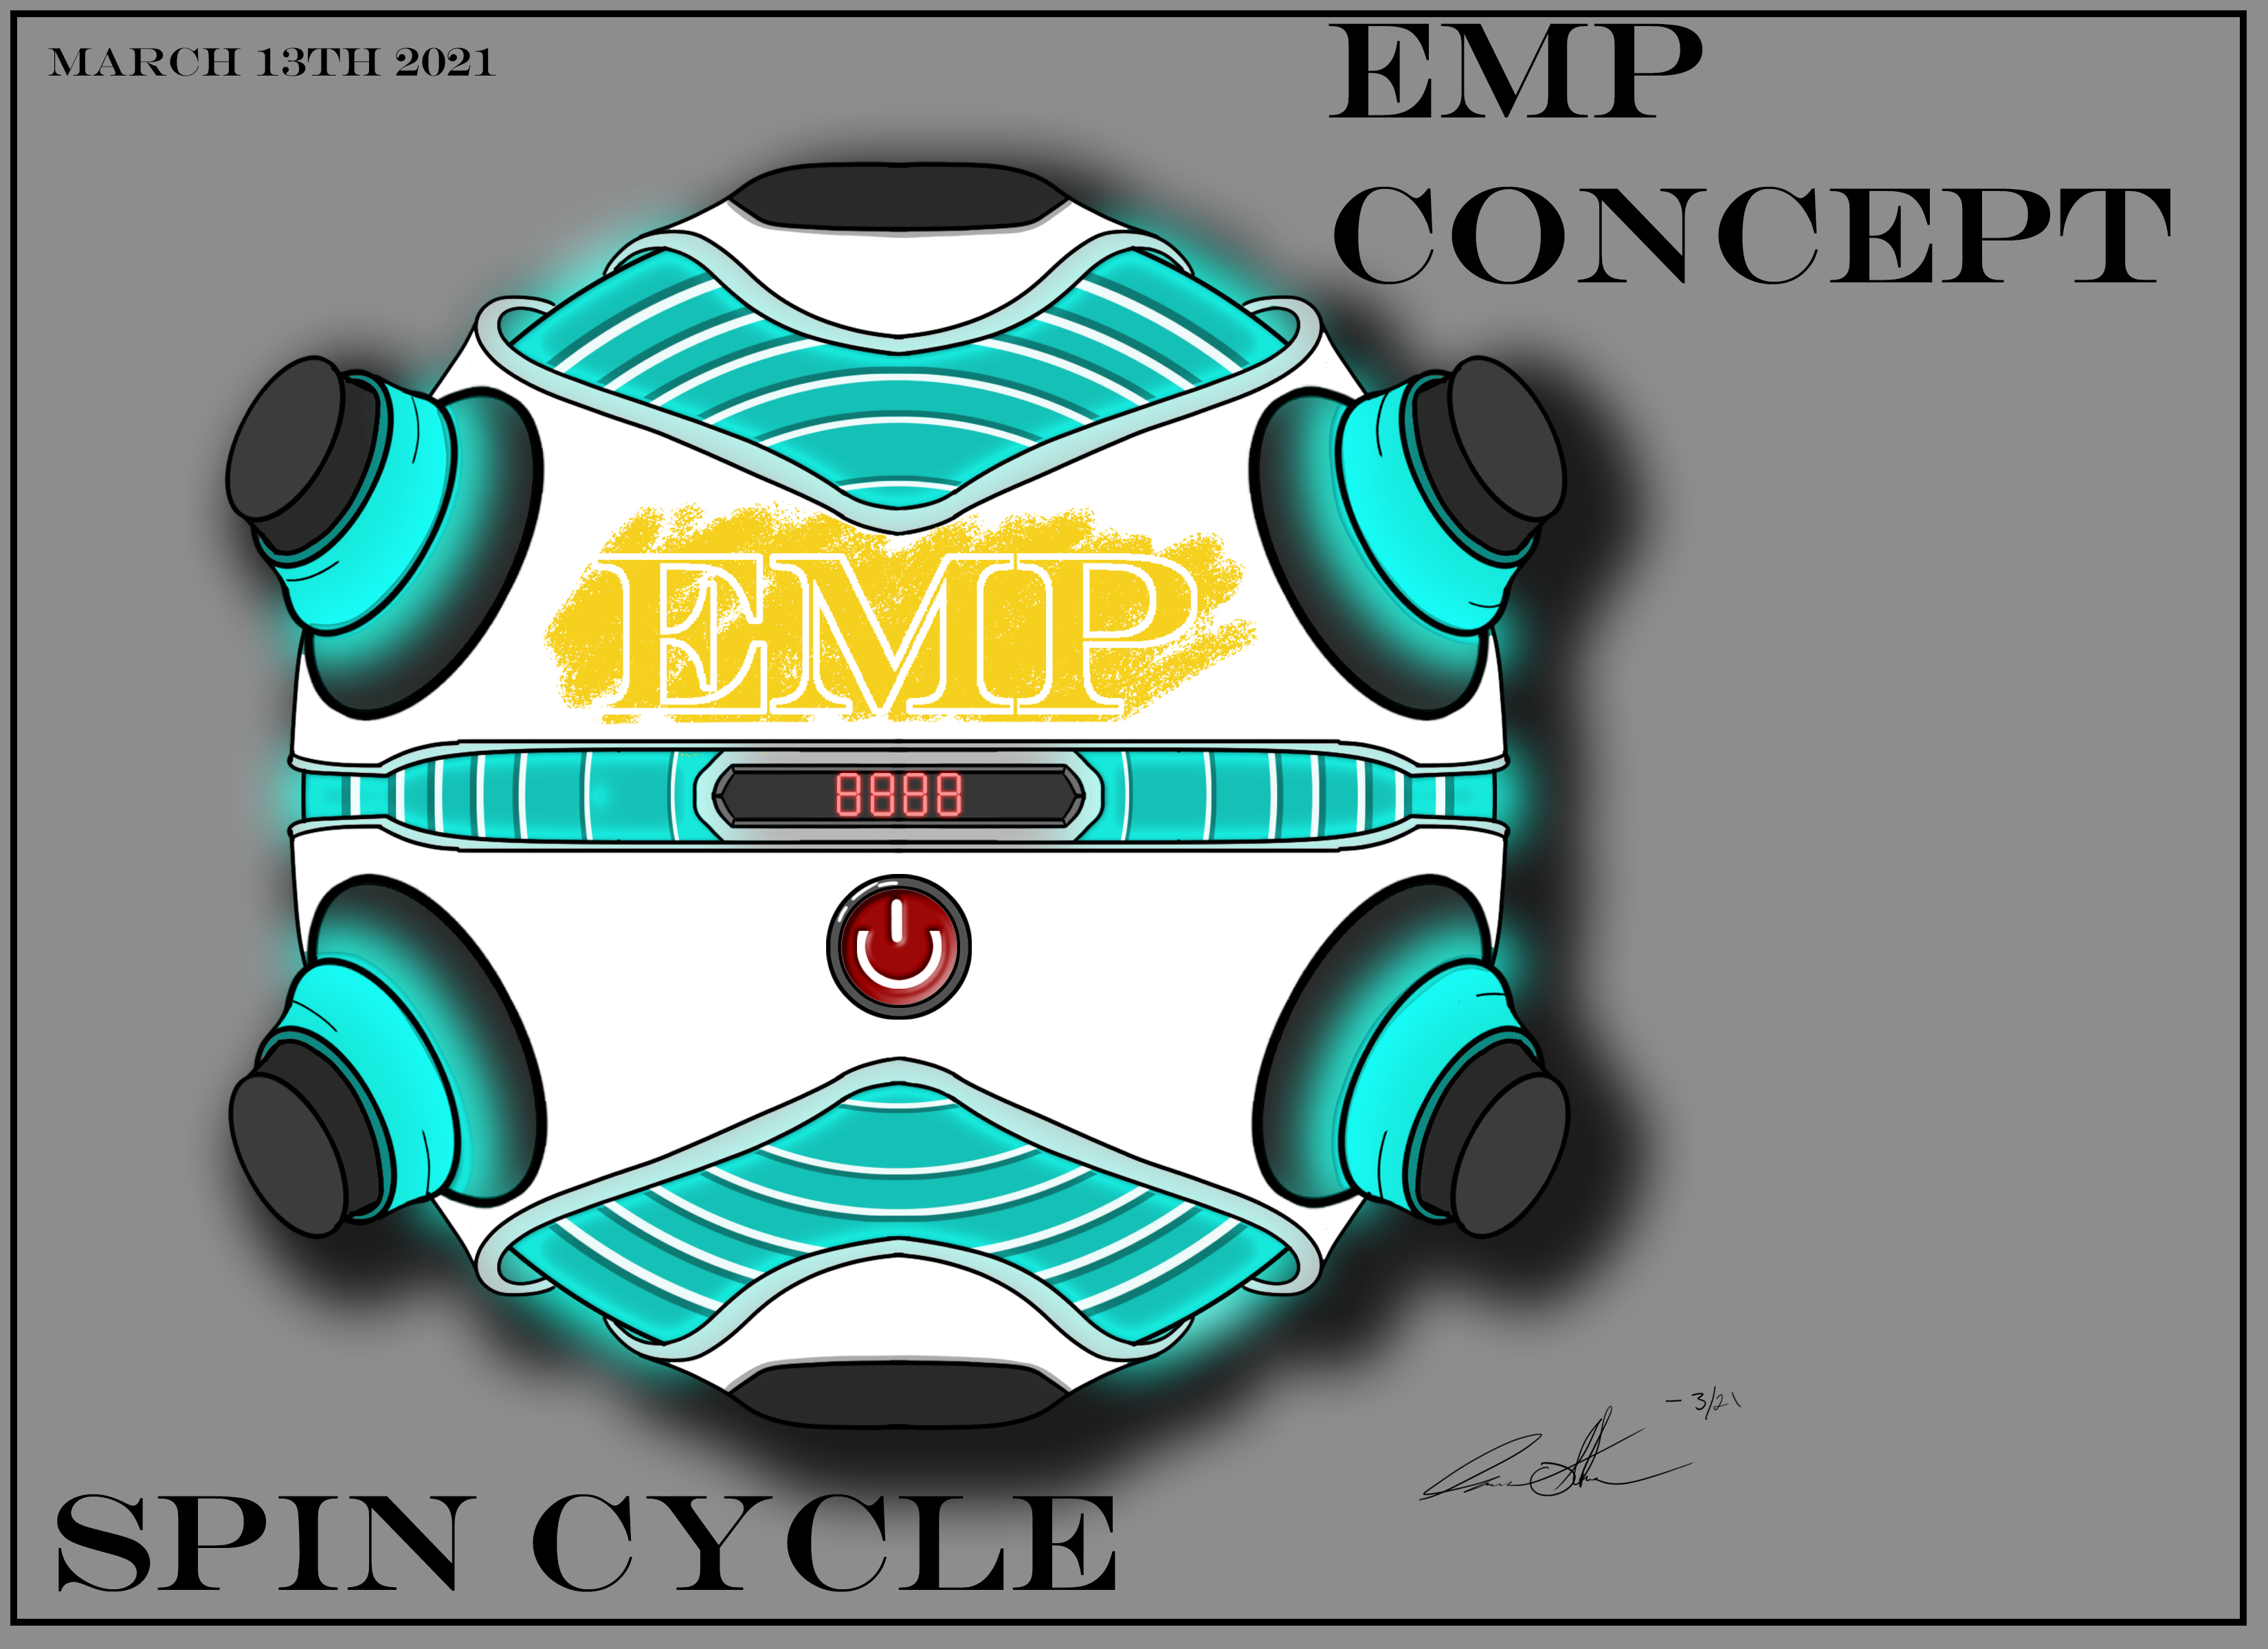 MARCH 13TH 2021
EMP
CONCEPT
EMP
8888
- 3/21
SPIN CYCLE